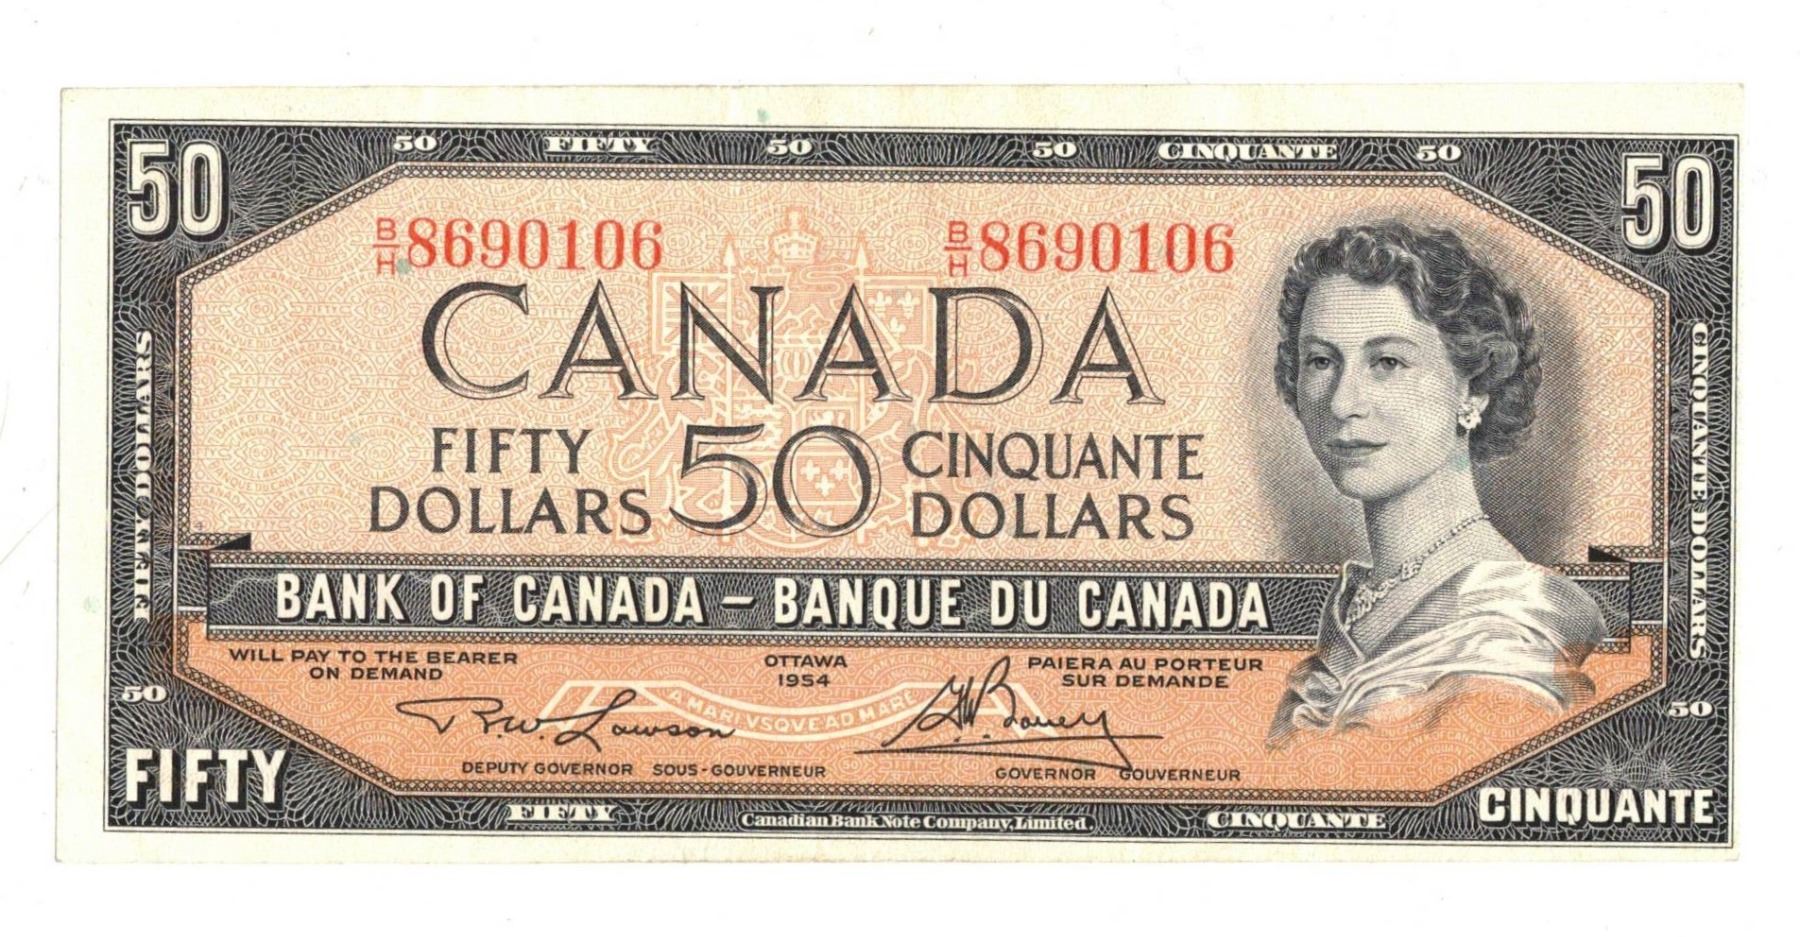 50 FIFTY 50 50 CINQUANTE 50
50 50
B/H 8690106 B/H 8690106
CANADA
FIFTY DOLLARS 50 CINQUANTE DOLLARS
FIFTY DOLLARS
CINQUANTE DOLLARS
BANK OF CANADA – BANQUE DU CANADA
WILL PAY TO THE BEARER
ON DEMAND
OTTAWA
1954
PAIERA AU PORTEUR
SUR DEMANDE
50 50
A MARI VSQVE AD MARE
R.W. Lawson
DEPUTY GOVERNOR SOUS-GOUVERNEUR
GOVERNOR GOUVERNEUR
FIFTY CINQUANTE
FIFTY Canadian Bank Note Company, Limited. CINQUANTE